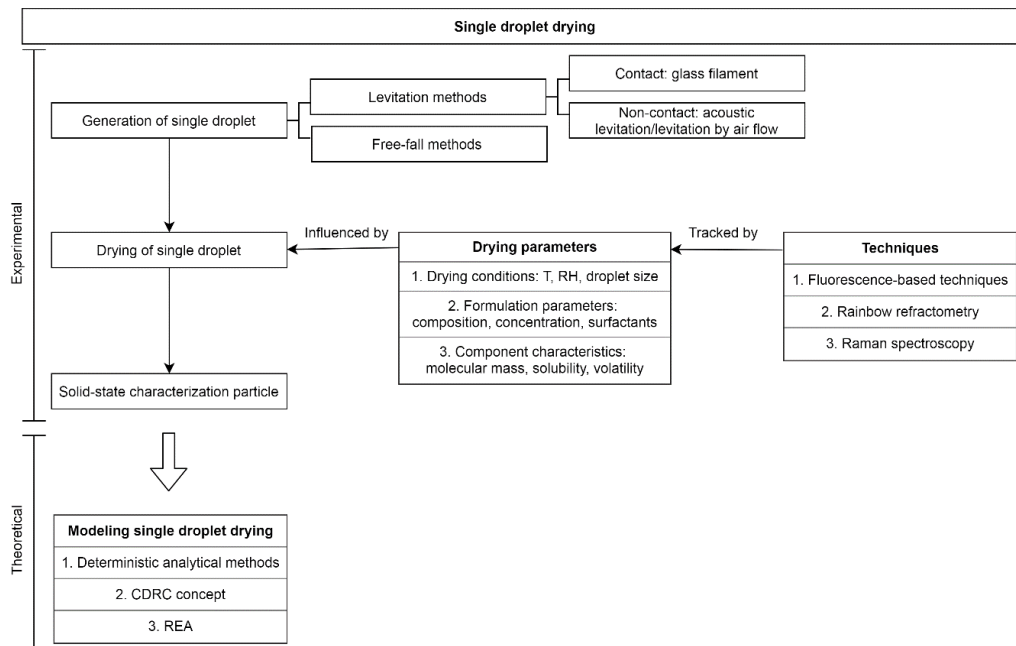 Single droplet drying
Experimental
Generation of single droplet
Levitation methods
Free-fall methods
Contact: glass filament
Non-contact: acoustic
levitation/levitation by air flow
Drying of single droplet
Influenced by
Drying parameters
1. Drying conditions: T, RH, droplet size
2. Formulation parameters:
composition, concentration, surfactants
3. Component characteristics:
molecular mass, solubility, volatility
Tracked by
Techniques
1. Fluorescence-based techniques
2. Rainbow refractometry
3. Raman spectroscopy
Solid-state characterization particle
Theoretical
Modeling single droplet drying
1. Deterministic analytical methods
2. CDRC concept
3. REA